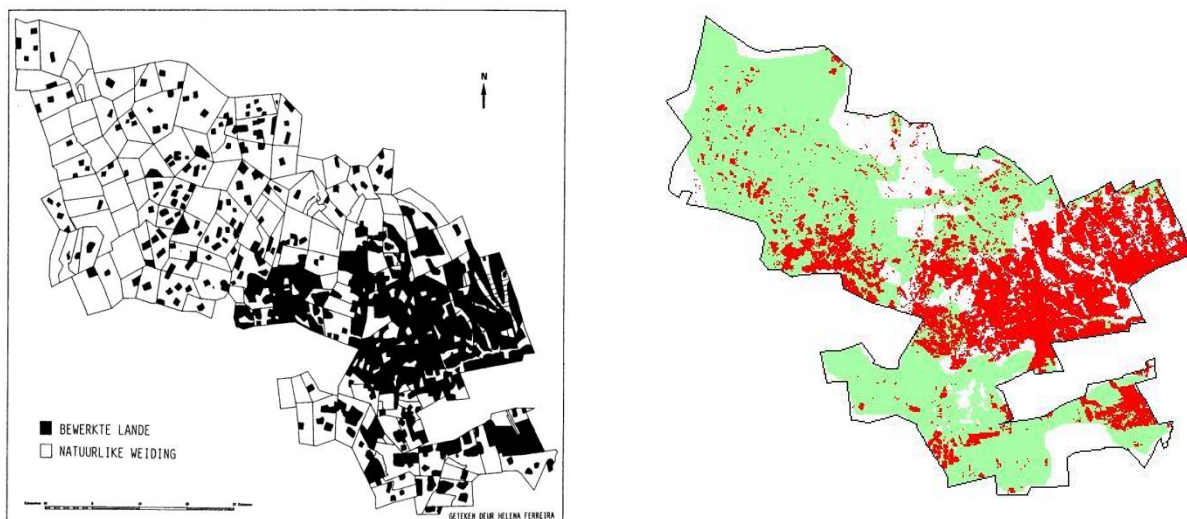 N
BEWERKTE LANDE
NATUURLIKE WEIDING
GETEKEN DEUR HELENA FERREIRA